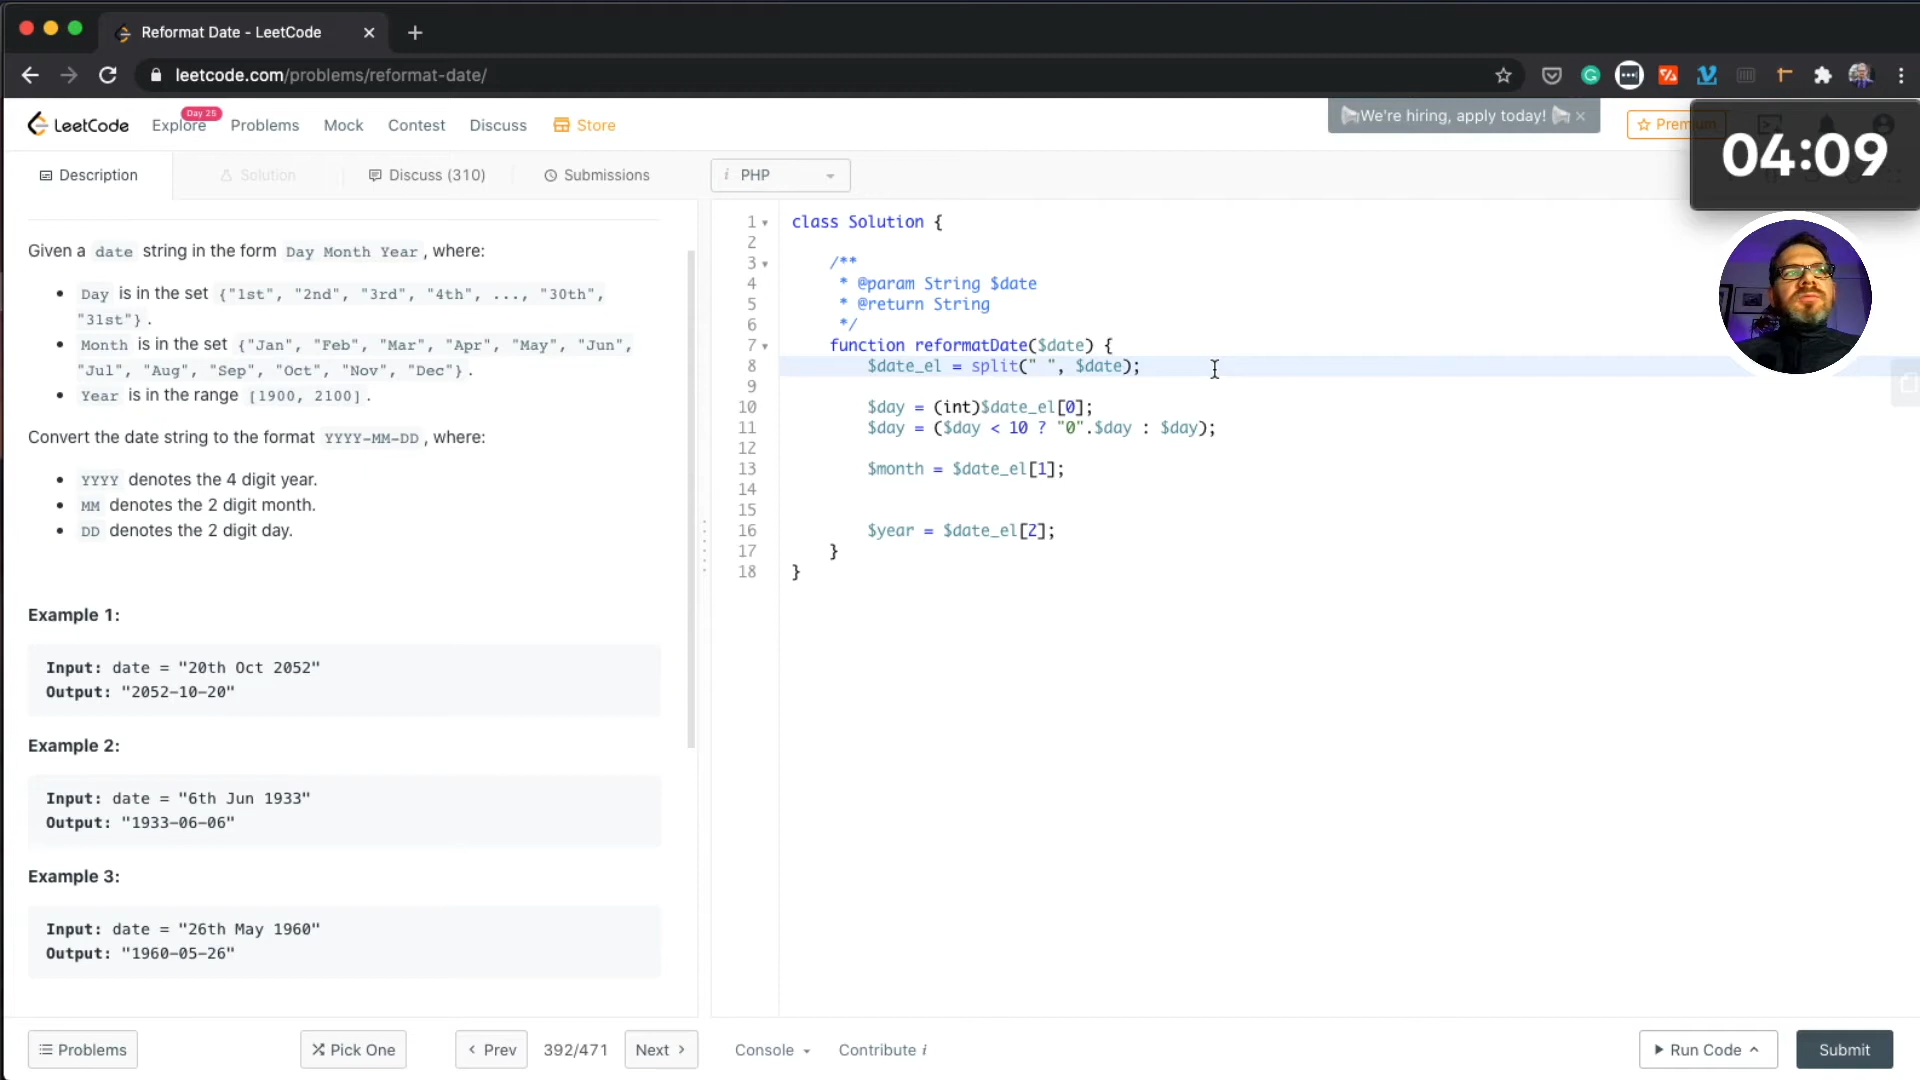 Reformat Date - LeetCode
leetcode.com/problems/reformat-date/
LeetCode
Explore
Day 25
Problems
Mock
Contest
Discuss
Store
We're hiring, apply today!
Premium
04:09
Description
Solution
Discuss (310)
Submissions
i PHP
Given a date string in the form Day Month Year, where:
• Day is in the set {"1st", "2nd", "3rd", "4th", ..., "30th",
"31st"}.
• Month is in the set {"Jan", "Feb", "Mar", "Apr", "May", "Jun",
"Jul", "Aug", "Sep", "Oct", "Nov", "Dec"}.
• Year is in the range [1900, 2100].
Convert the date string to the format YYYY-MM-DD, where:
• YYYY denotes the 4 digit year.
• MM denotes the 2 digit month.
• DD denotes the 2 digit day.
Example 1:
Input: date = "20th Oct 2052"
Output: "2052-10-20"
Example 2:
Input: date = "6th Jun 1933"
Output: "1933-06-06"
Example 3:
Input: date = "26th May 1960"
Output: "1960-05-26"
1 class Solution {
2
3 /**
4 * @param String $date
5 * @return String
6 */
7 function reformatDate($date) {
8 $date_el = split(" ", $date);
9
10 $day = (int)$date_el[0];
11 $day = ($day < 10 ? "0".$day : $day);
12
13 $month = $date_el[1];
14
15
16 $year = $date_el[2];
17 }
18 }
Problems
Pick One
Prev
392/471
Next
Console
Contribute i
Run Code
Submit